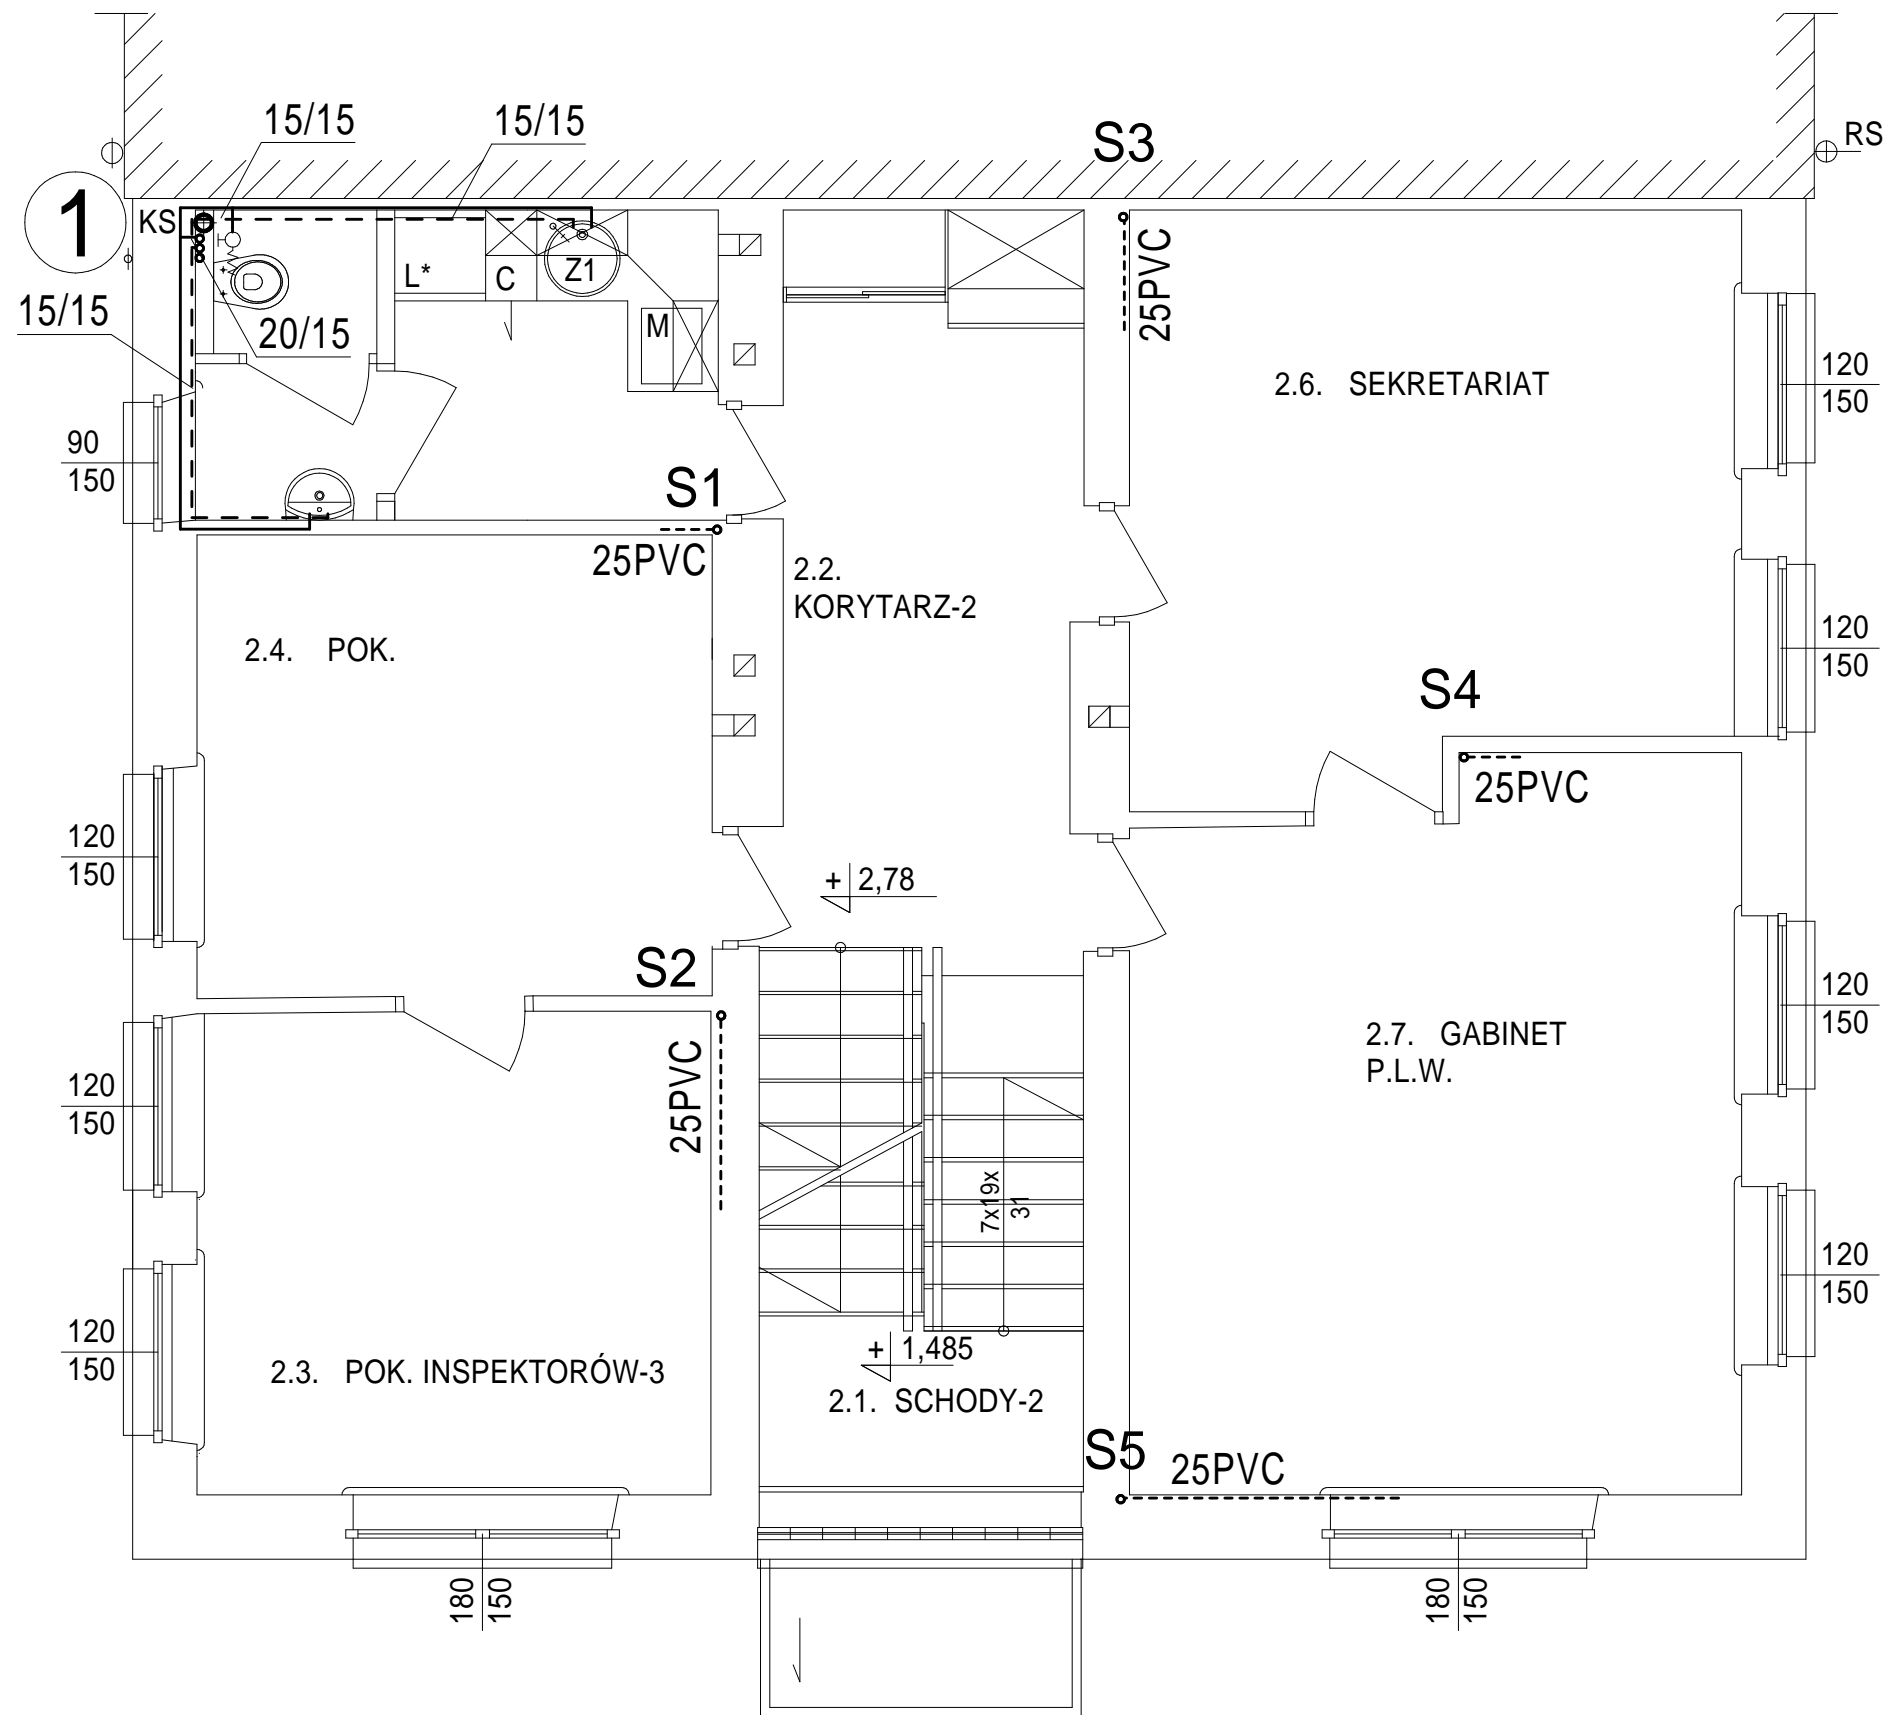 15/15
15/15
S3
RS
1
KS
L*
C
Z1
25PVC
15/15
20/15
M
120
150
2.6. SEKRETARIAT
90
150
S1
25PVC
2.2.
KORYTARZ-2
2.4. POK.
120
150
S4
25PVC
120
150
+ 2,78
S2
120
150
2.7. GABINET
P.L.W.
25PVC
120
150
7x19x
31
120
150
120
150
+ 1,485
2.3. POK. INSPEKTORÓW-3
2.1. SCHODY-2
S5
25PVC
180
150
180
150